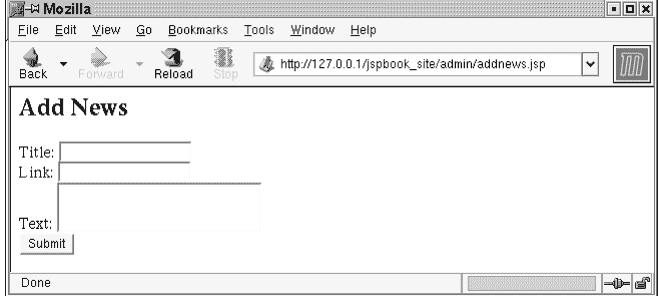 Mozilla
File Edit View Go Bookmarks Tools Window Help
Back Forward Reload Stop http://127.0.0.1/jspbook_site/admin/addnews.jsp
Add News
Title:
Link:
Text:
Submit
Done